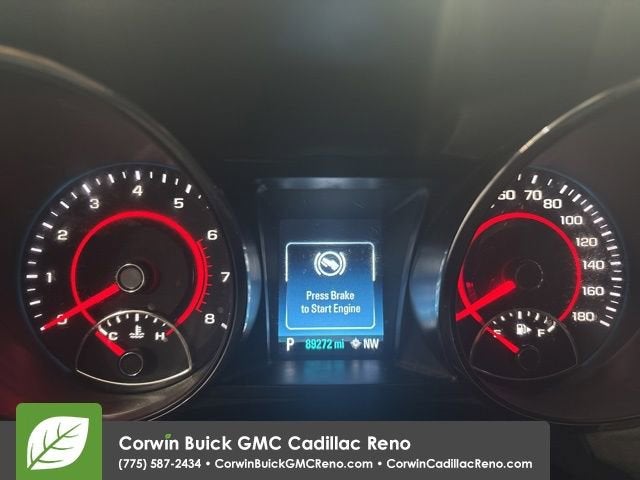 4
3
5
2
6
1
7
0
8
C H
Press Brake
to Start Engine
P 89272 mi NW
60 70
80
100
120
140
160
180
E F
Corwin Buick GMC Cadillac Reno
(775) 587-2434 • CorwinBuickGMCReno.com • CorwinCadillacReno.com